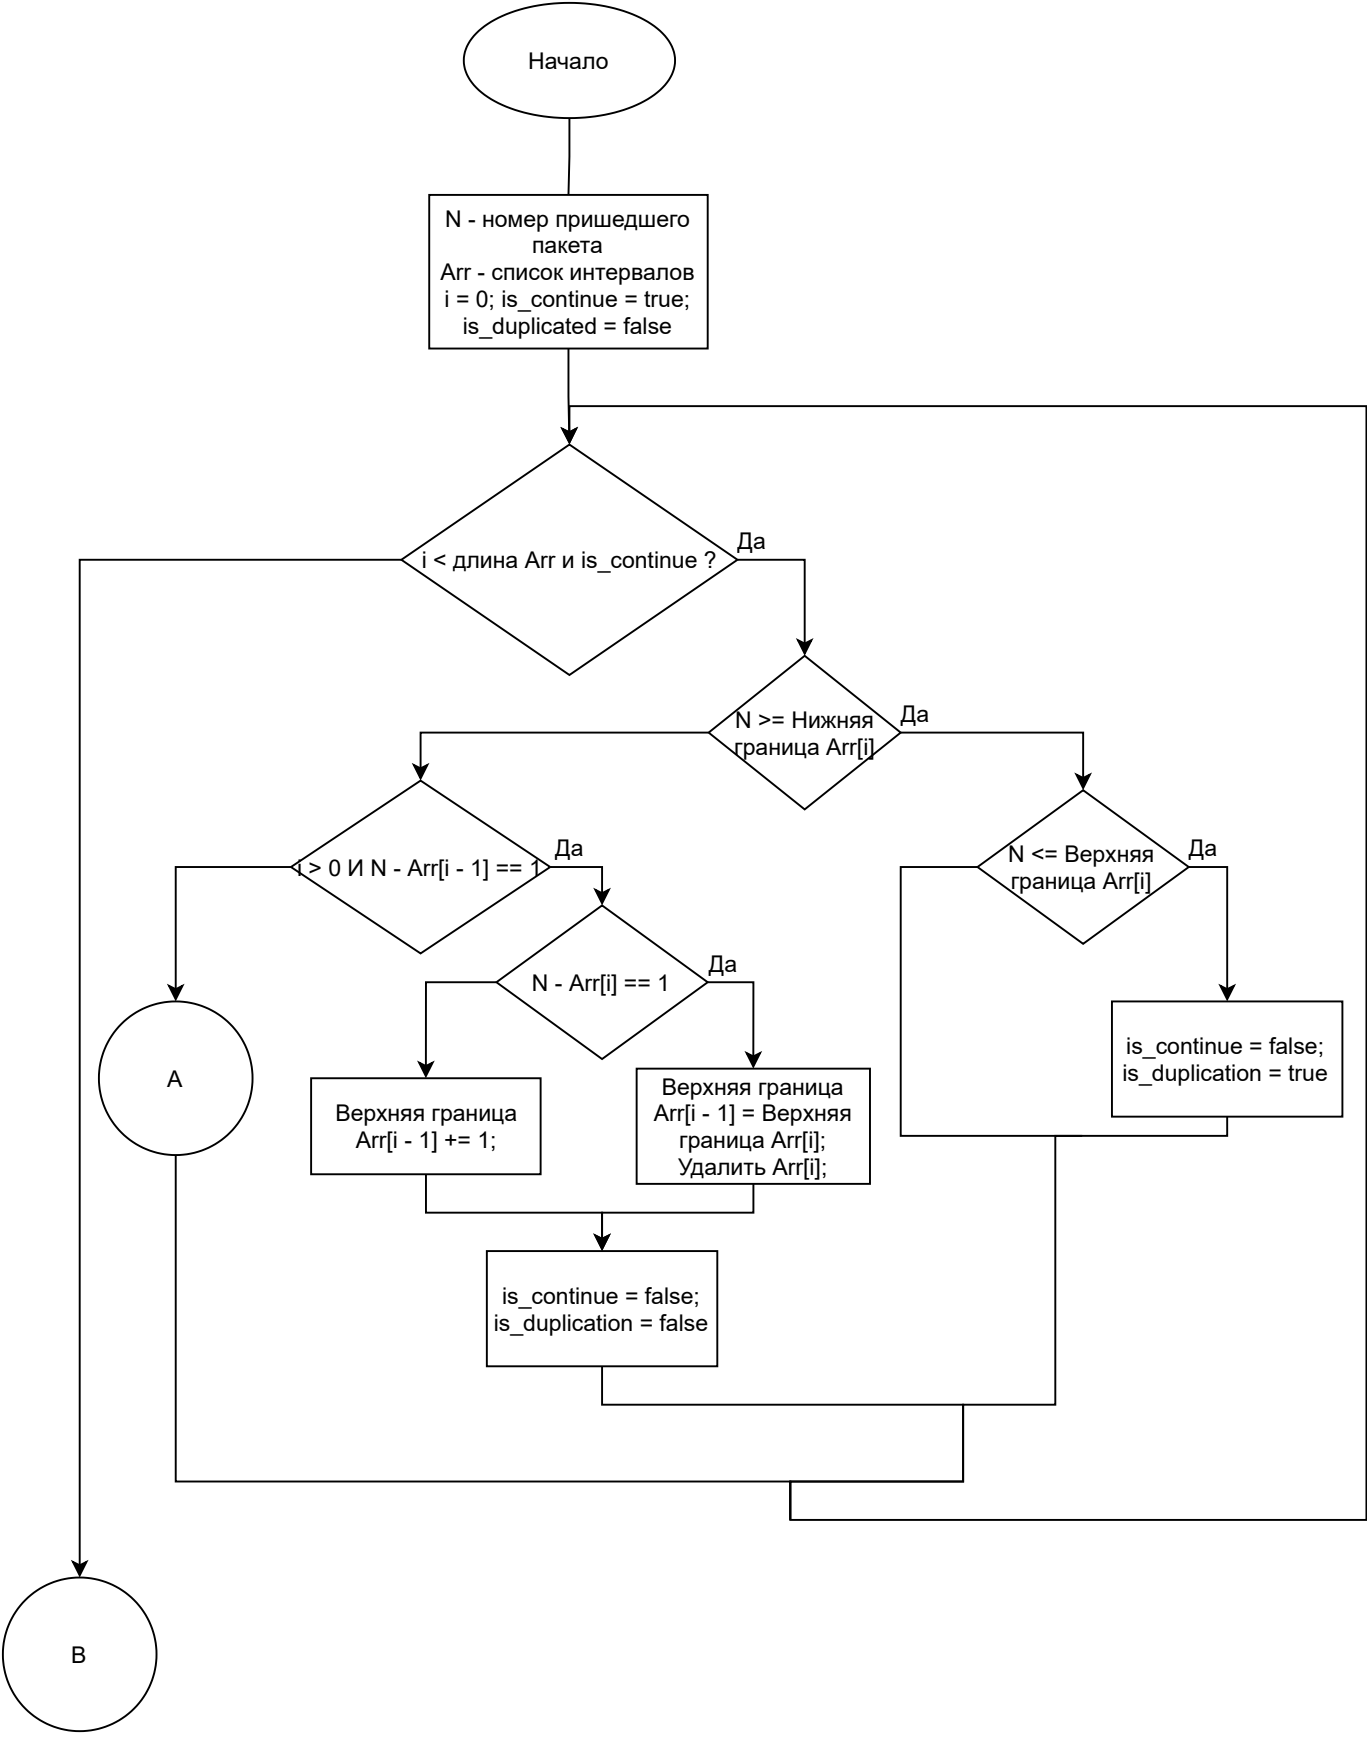 Начало
N - номер пришедшего
пакета
Arr - список интервалов
i = 0; is_continue = true;
is_duplicated = false
i < длина Arr и is_continue ?
Да
N >= Нижняя
граница Arr[i]
Да
i > 0 И N - Arr[i - 1] == 1
Да
N <= Верхняя
граница Arr[i]
Да
N - Arr[i] == 1
Да
A
Верхняя граница
Arr[i - 1] += 1;
Верхняя граница
Arr[i - 1] = Верхняя
граница Arr[i];
Удалить Arr[i];
is_continue = false;
is_duplication = true
is_continue = false;
is_duplication = false
B